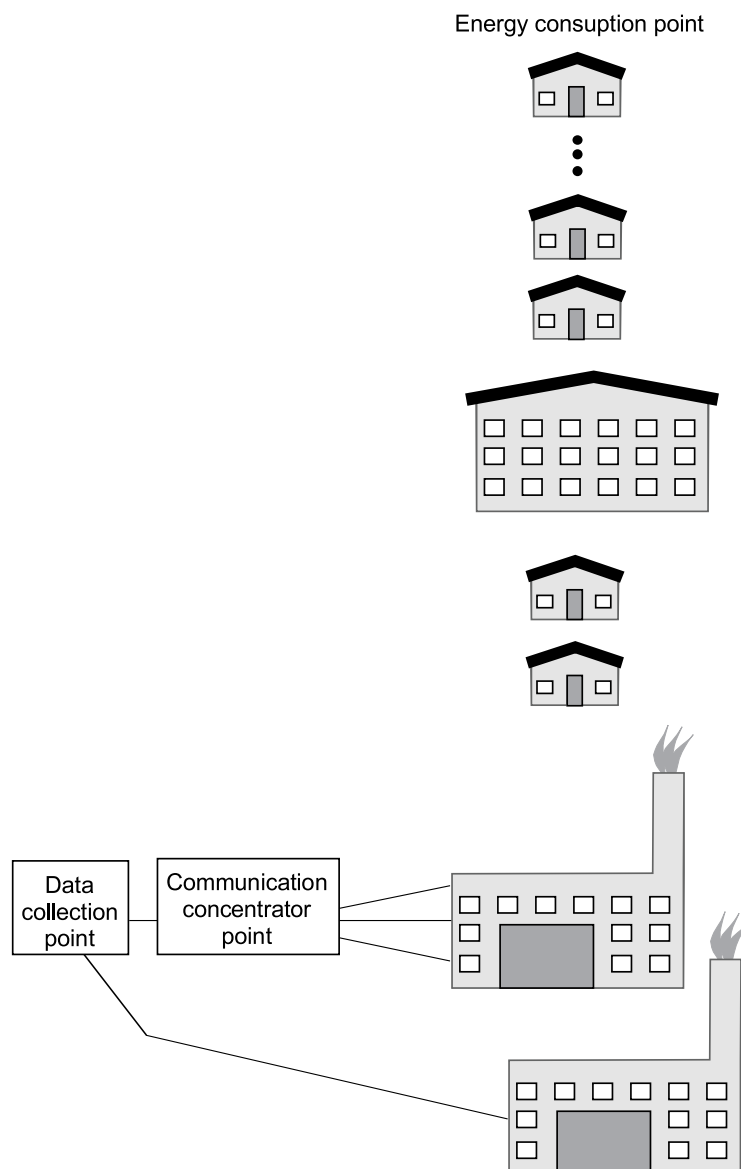 Energy consuption point
Data
collection
point
Communication
concentrator
point